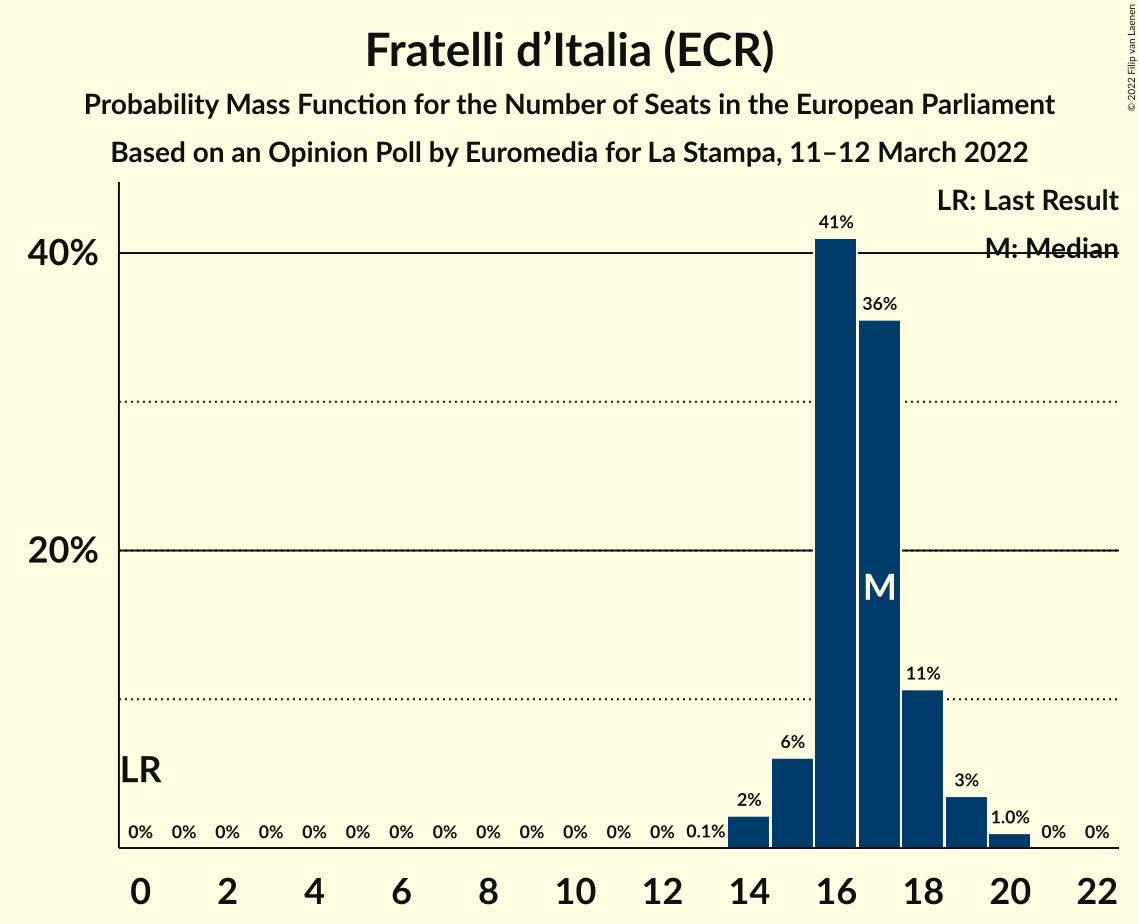 Fratelli d’Italia (ECR)
Probability Mass Function for the Number of Seats in the European Parliament
Based on an Opinion Poll by Euromedia for La Stampa, 11–12 March 2022
© 2022 Filip van Laenen
LR: Last Result
M: Median
40%
20%
41%
36%
M
11%
6%
3%
2%
1.0%
LR
0% 0% 0% 0% 0% 0% 0% 0% 0% 0% 0% 0% 0% 0.1% 0% 0%
0 2 4 6 8 10 12 14 16 18 20 22